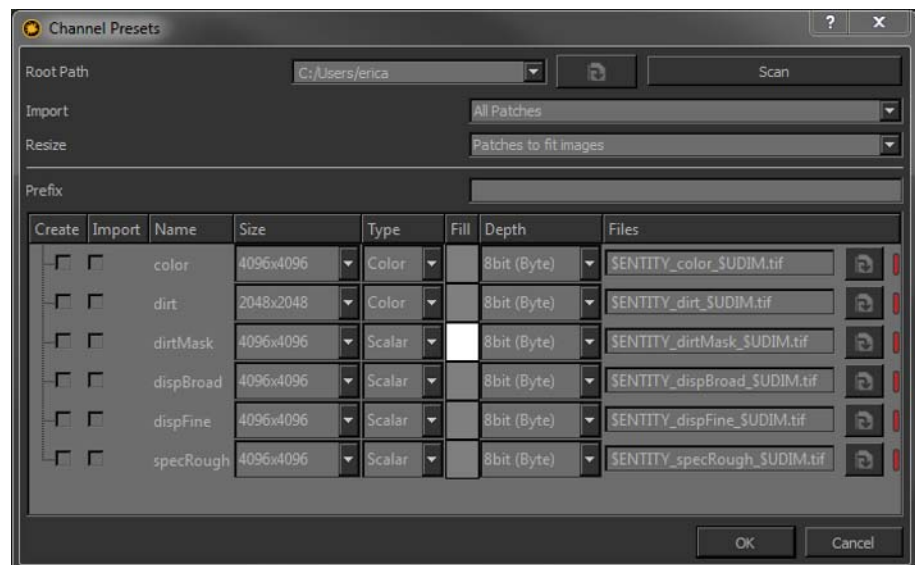 Channel Presets
? X
Root Path C:/Users/erica Scan
Import All Patches
Resize Patches to fit images
Prefix
Create Import Name Size Type Fill Depth Files
color 4096x4096 Color 8bit (Byte) $ENTITY_color_$UDIM.tif
dirt 2048x2048 Color 8bit (Byte) $ENTITY_dirt_$UDIM.tif
dirtMask 4096x4096 Scalar 8bit (Byte) $ENTITY_dirtMask_$UDIM.tif
dispBroad 4096x4096 Scalar 8bit (Byte) $ENTITY_dispBroad_$UDIM.tif
dispFine 4096x4096 Scalar 8bit (Byte) $ENTITY_dispFine_$UDIM.tif
specRough 4096x4096 Scalar 8bit (Byte) $ENTITY_specRough_$UDIM.tif
OK Cancel